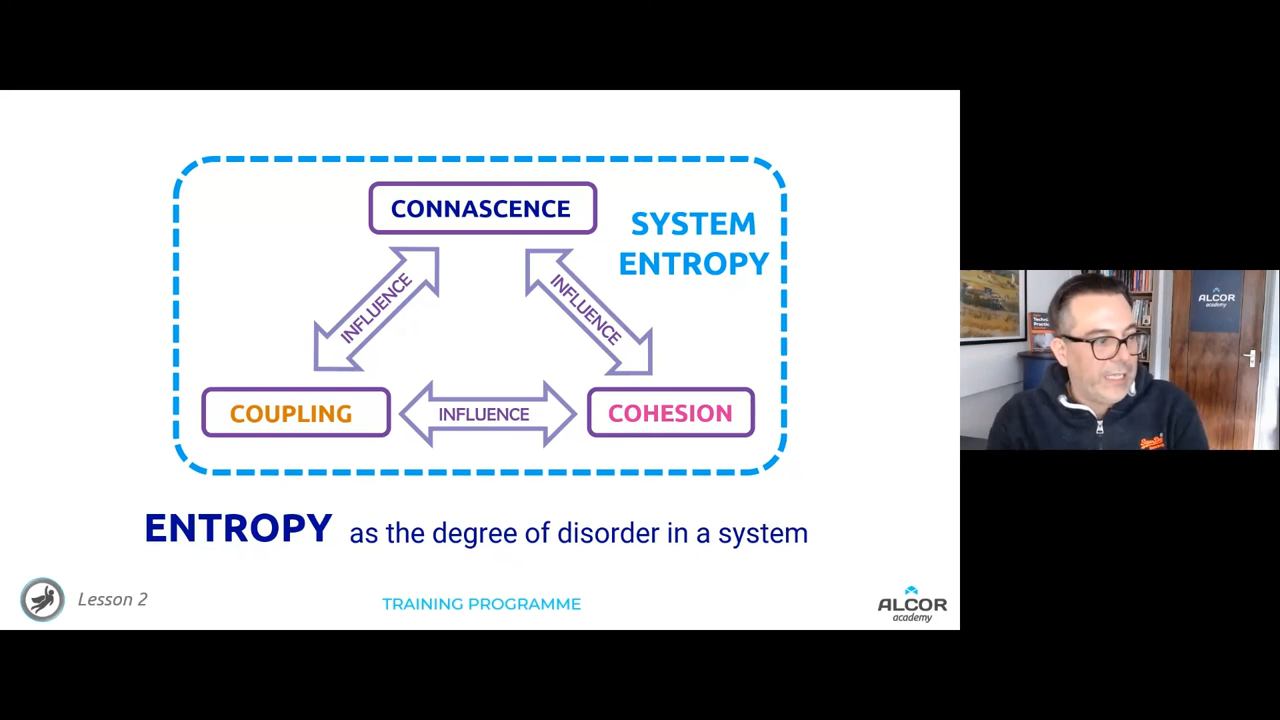 CONNASCENCE
SYSTEM
ENTROPY
INFLUENCE
INFLUENCE
COUPLING
INFLUENCE
COHESION
ENTROPY as the degree of disorder in a system
Lesson 2
TRAINING PROGRAMME
ALCOR
academy
ALCOR
academy